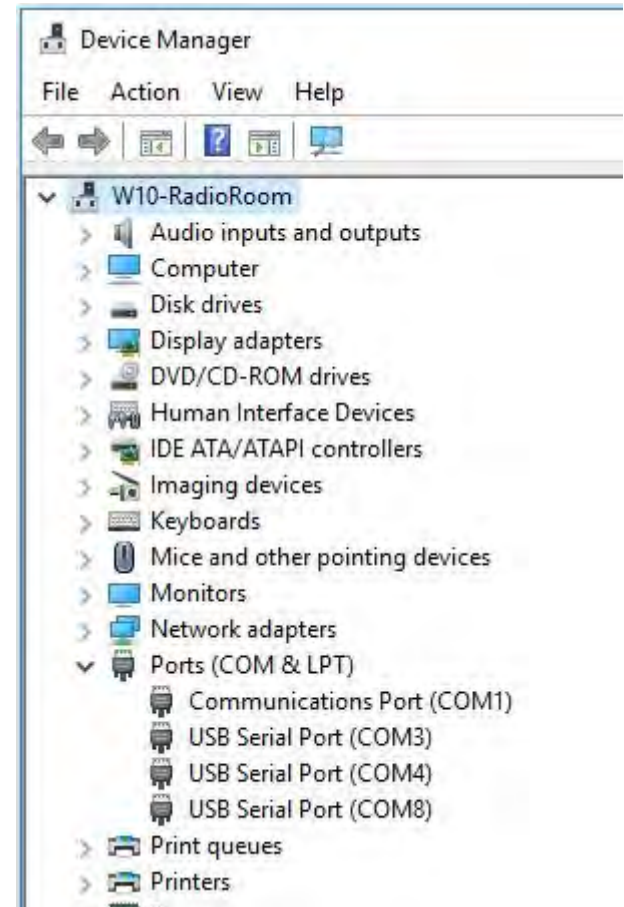 Device Manager
File Action View Help
W10-RadioRoom
Audio inputs and outputs
Computer
Disk drives
Display adapters
DVD/CD-ROM drives
Human Interface Devices
IDE ATA/ATAPI controllers
Imaging devices
Keyboards
Mice and other pointing devices
Monitors
Network adapters
Ports (COM & LPT)
Communications Port (COM1)
USB Serial Port (COM3)
USB Serial Port (COM4)
USB Serial Port (COM8)
Print queues
Printers